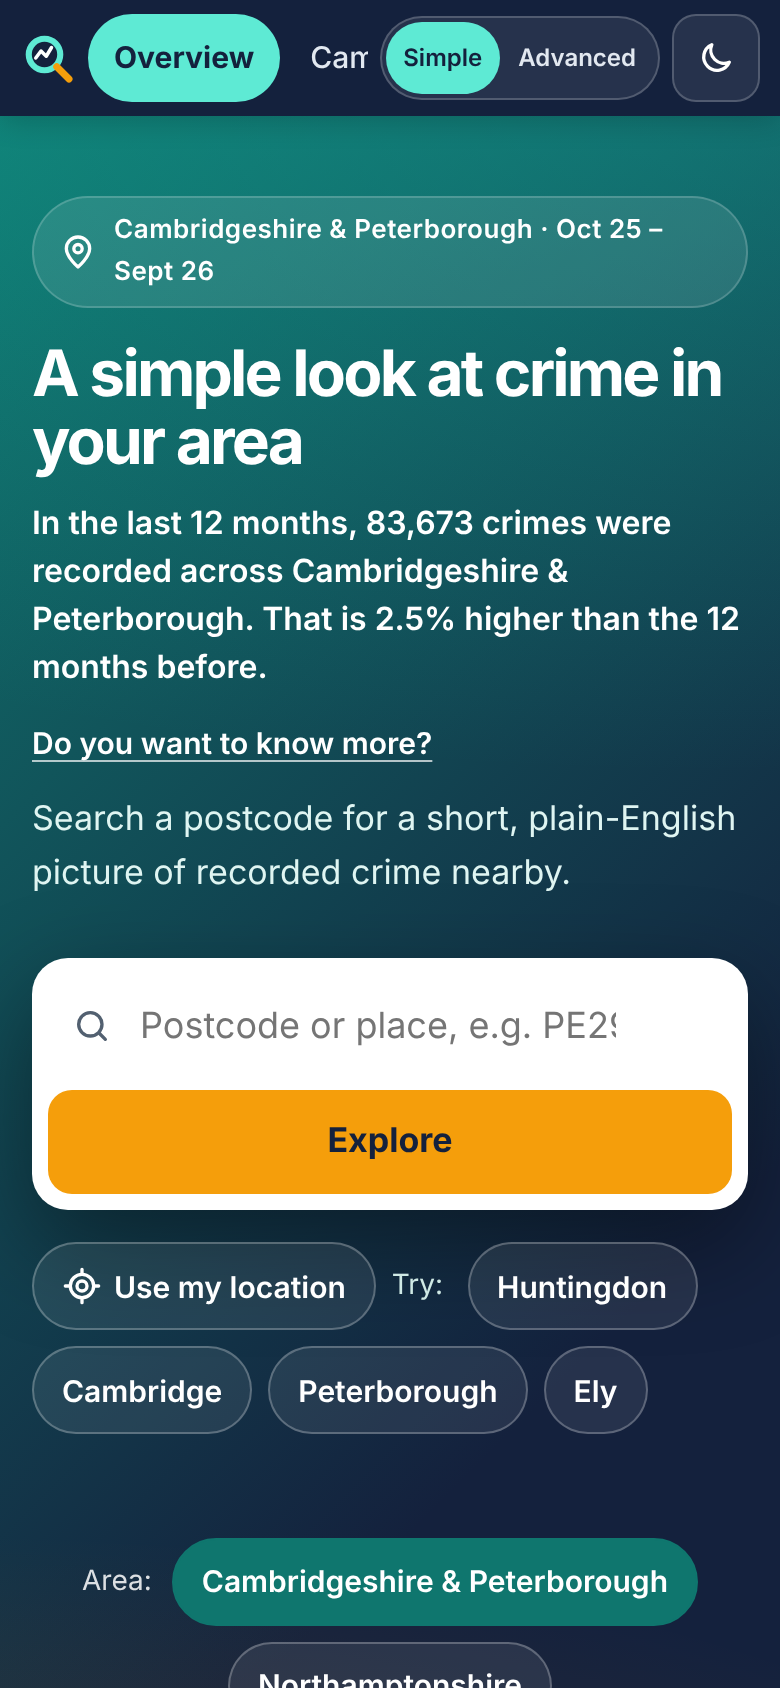 Overview
Cam
Simple
Advanced
Cambridgeshire & Peterborough · Oct 25 –
Sept 26
A simple look at crime in
your area
In the last 12 months, 83,673 crimes were
recorded across Cambridgeshire &
Peterborough. That is 2.5% higher than the 12
months before.
Do you want to know more?
Search a postcode for a short, plain-English
picture of recorded crime nearby.
Postcode or place, e.g. PE29
Explore
Use my location
Try:
Huntingdon
Cambridge
Peterborough
Ely
Area:
Cambridgeshire & Peterborough
Northamptonshire